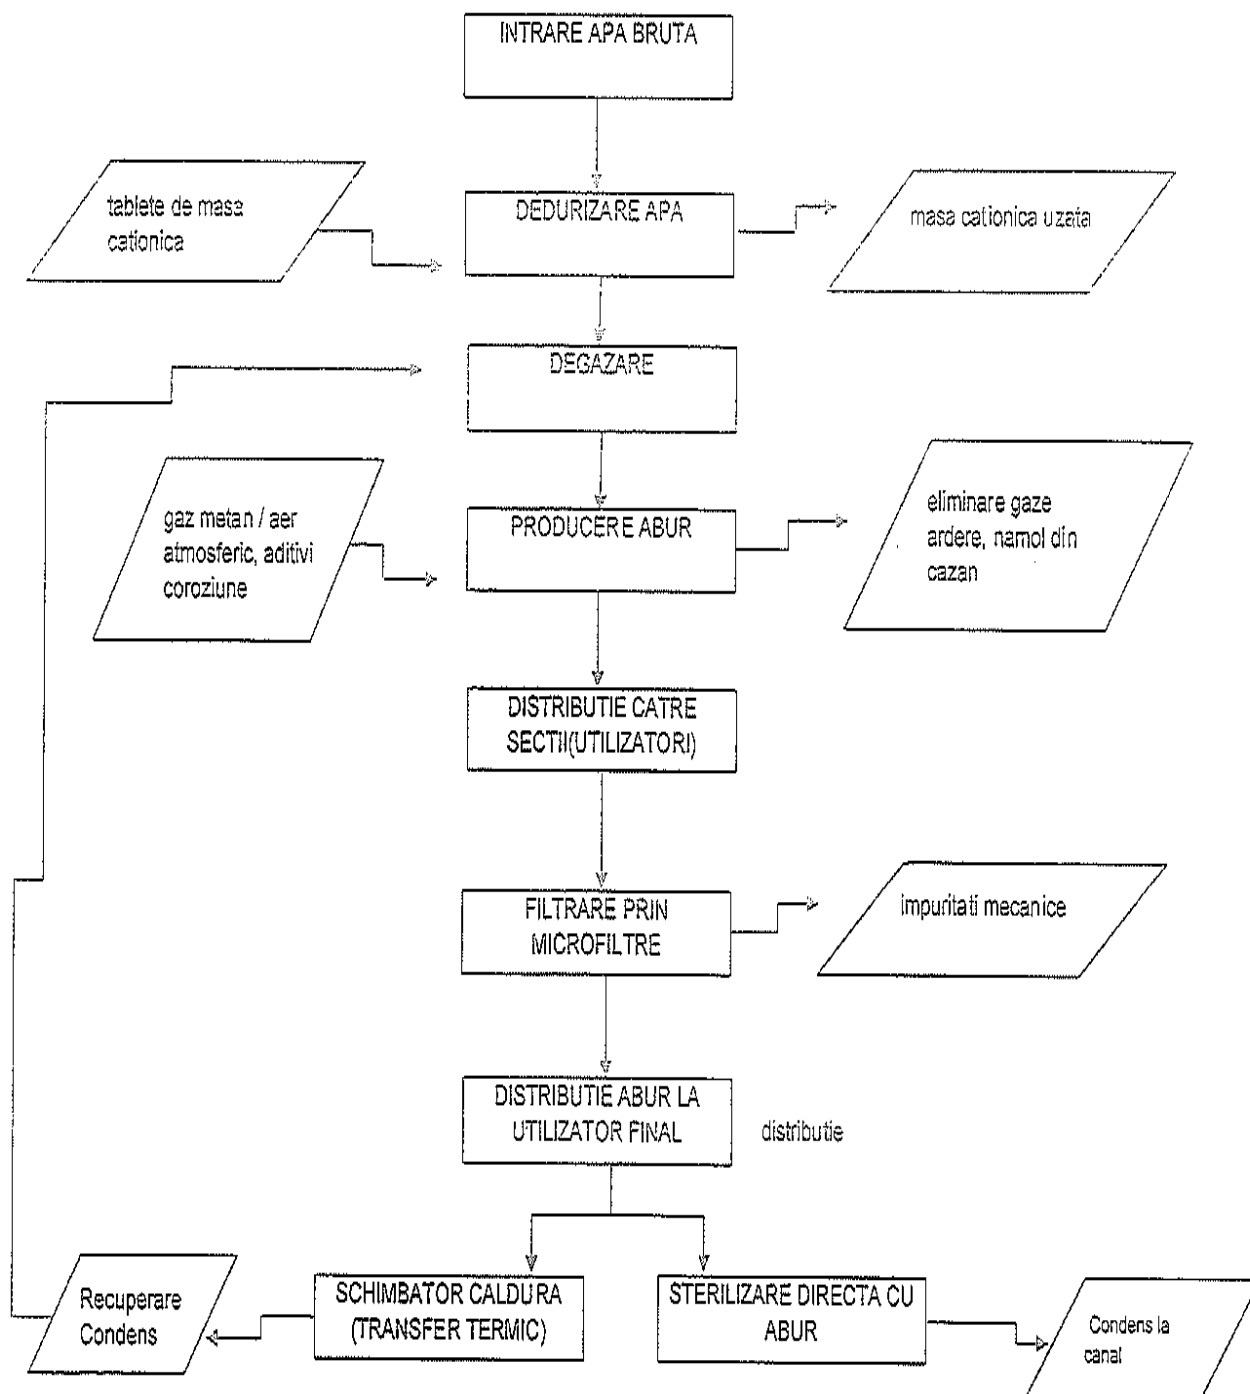 INTRARE APA BRUTA
tablete de masa
cationica
DEDURIZARE APA
masa cationica uzata
DEGAZARE
gaz metan / aer
atmosferic, aditivi
coroziune
PRODUCERE ABUR
eliminare gaze
ardere, namol din
cazan
DISTRIBUTIE CATRE
SECTII(UTILIZATORI)
FILTRARE PRIN
MICROFILTRE
impuritati mecanice
DISTRIBUTIE ABUR LA
UTILIZATOR FINAL
distributie
Recuperare
Condens
SCHIMBATOR CALDURA
(TRANSFER TERMIC)
STERILIZARE DIRECTA CU
ABUR
Condens la
canal